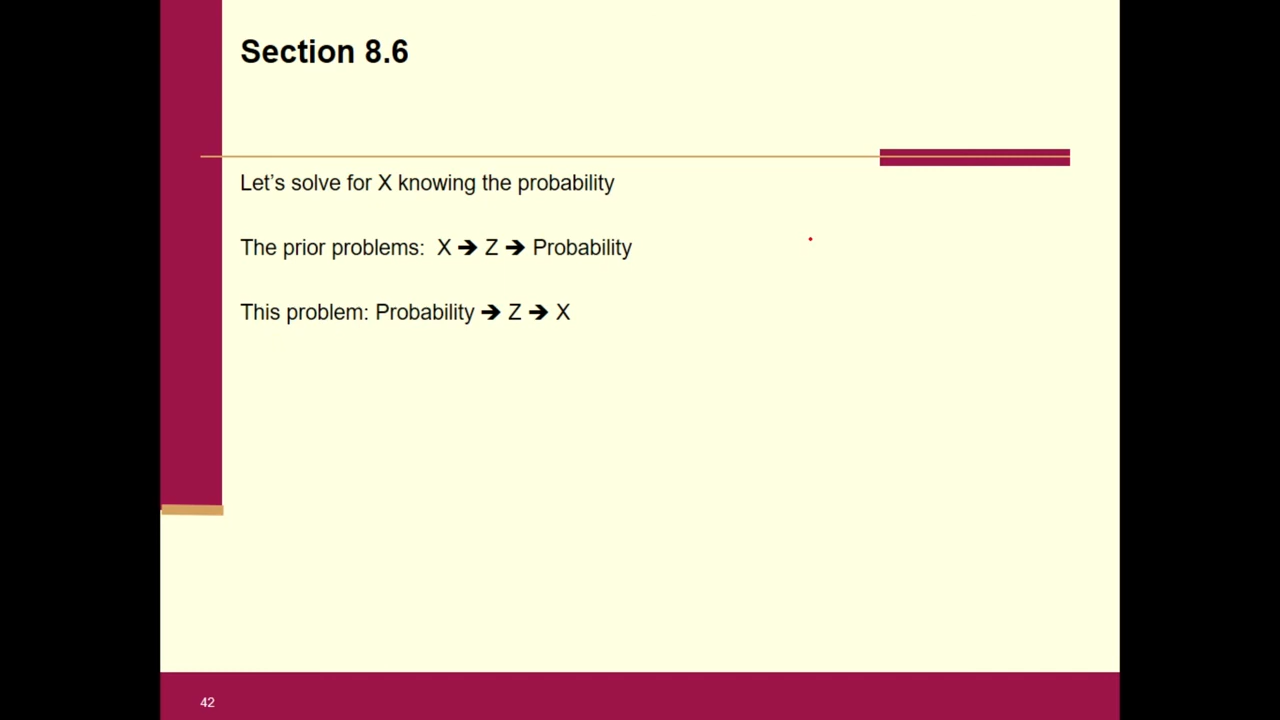 Section 8.6
Let’s solve for X knowing the probability
The prior problems: X ➔ Z ➔ Probability
This problem: Probability ➔ Z ➔ X
42